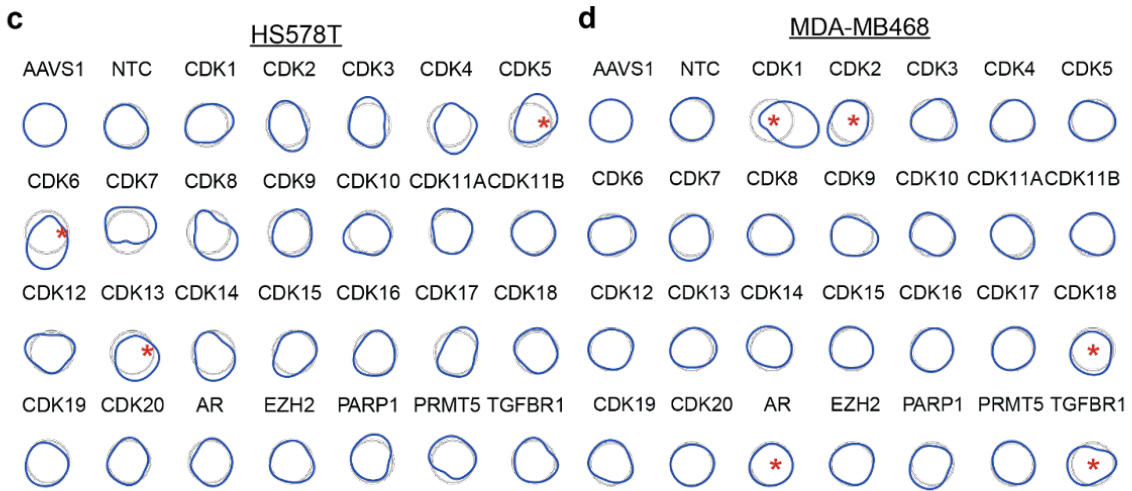 c
HS578T
AAVS1 NTC CDK1 CDK2 CDK3 CDK4 CDK5
*
CDK6 CDK7 CDK8 CDK9 CDK10 CDK11A CDK11B
*
CDK12 CDK13 CDK14 CDK15 CDK16 CDK17 CDK18
*
CDK19 CDK20 AR EZH2 PARP1 PRMT5 TGFBR1
d
MDA-MB468
AAVS1 NTC CDK1 CDK2 CDK3 CDK4 CDK5
* *
CDK6 CDK7 CDK8 CDK9 CDK10 CDK11A CDK11B
CDK12 CDK13 CDK14 CDK15 CDK16 CDK17 CDK18
*
CDK19 CDK20 AR EZH2 PARP1 PRMT5 TGFBR1
* *